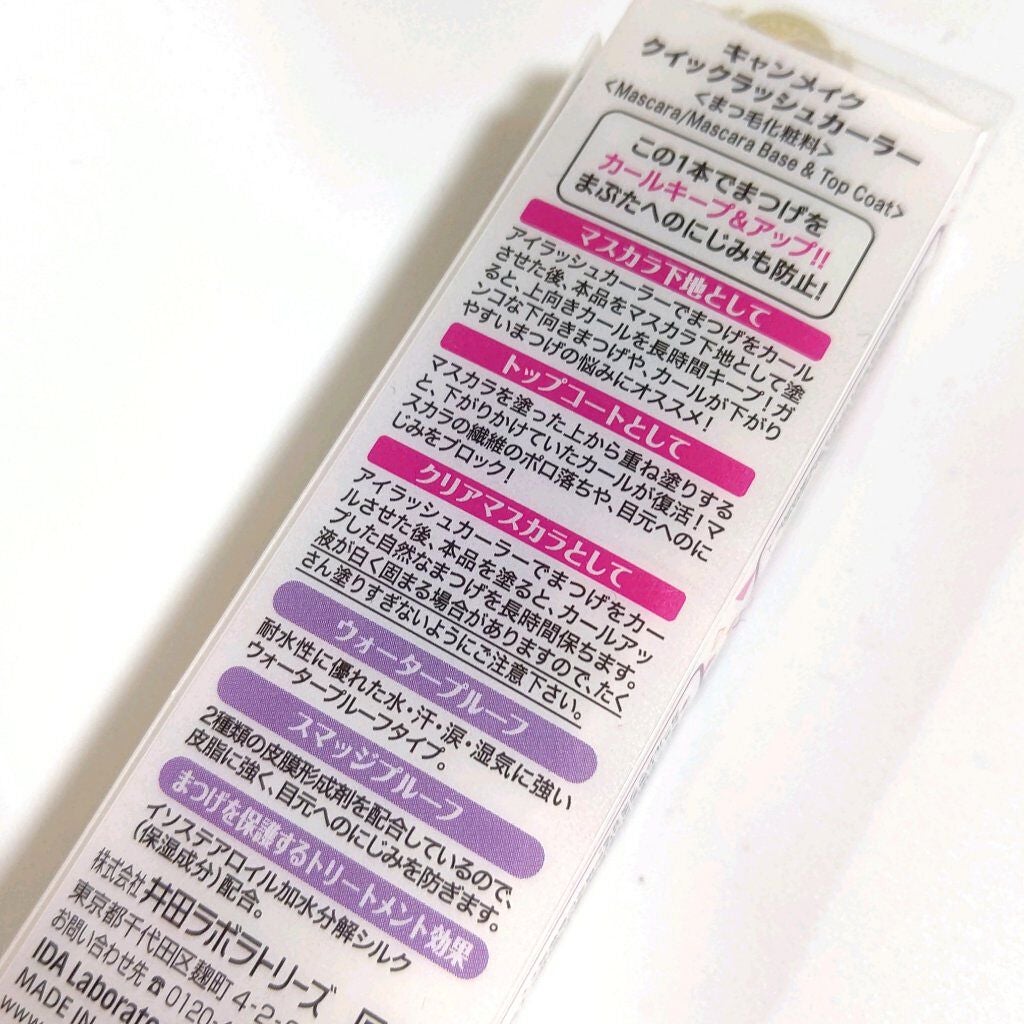 キャンメイク
クイックラッシュカーラー
<まつ毛化粧料>
<Mascara/Mascara Base & Top Coat>
この1本でまつげを
カールキープ&アップ!!
まぶたへのにじみも防止!
マスカラ下地として
アイラッシュカーラーでまつげをカール
させた後、本品をマスカラ下地として塗
ると、上向きカールを長時間キープ!ガ
ンコな下向きまつげや、カールが下がり
やすいまつげの悩みにオススメ!
トップコートとして
マスカラを塗った上から重ね塗りする
と、下がりかけていたカールが復活!マ
スカラの繊維のポロ落ちや、目元へのに
じみをブロック!
クリアマスカラとして
アイラッシュカーラーでまつげをカー
ルさせた後、本品を塗ると、カールアッ
プした自然なまつげを長時間保ちます。
液が白く固まる場合がありますので、たく
さん塗りすぎないようにご注意下さい。
ウォータープルーフ
耐水性に優れた水・汗・涙・湿気に強い
ウォータープルーフタイプ。
スマッジプルーフ
2種類の皮膜形成剤を配合しているので、
皮脂に強く、目元へのにじみを防ぎます。
まつげを保護するトリートメント効果
イソステアロイル加水分解シルク
(保湿成分)配合。
株式会社 井田ラボラトリーズ
東京都千代田区麹町 4-2-
お問い合わせ先 ☎ 0120-
IDA Laborato
MADE IN
www